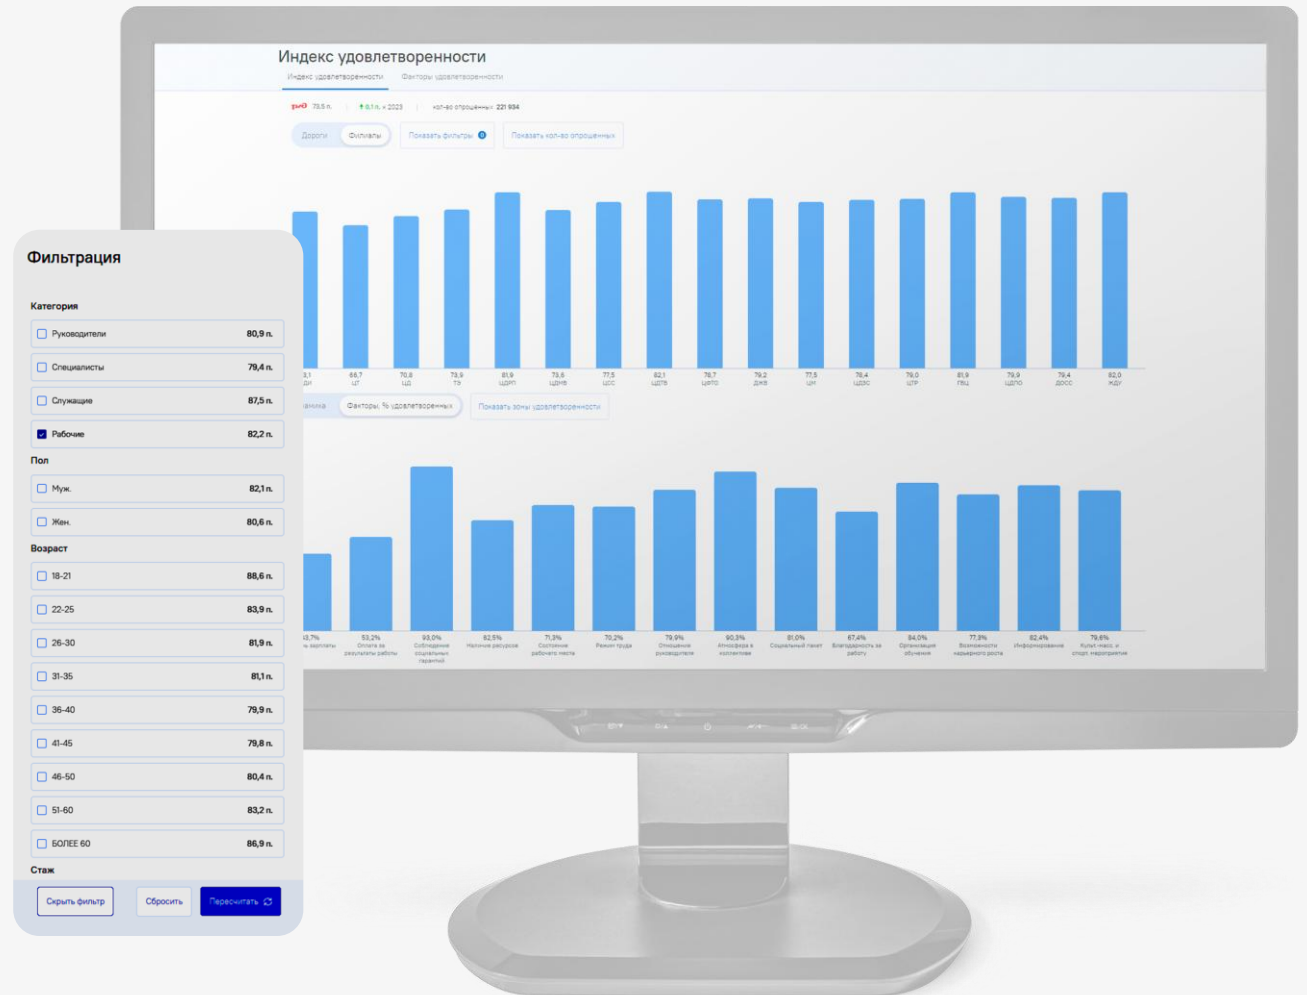 Индекс удовлетворенности
Индекс удовлетворенности Факторы удовлетворенности
73,5 п. 2023 кол-во опрошенных 221 934
Дороги Филиалы Показать фильтры 0 Показать кол-во опрошенных
66,7 70,8 73,9 81,9 73,6 77,5 82,1 78,7 79,2 77,5 78,4 79,0 81,9 79,9 79,4 82,0
ЦТ ЦД ТЭ ЦДРП ЦДМВ ЦСС ЦДТВ ЦФТО ДЖВ ЦМ ЦДЗС ЦТР ГВЦ ЦДПО ДОСС ЖДУ
Факторы, % удовлетворенных Показать зоны удовлетворенности
53,2% 93,0% 62,5% 71,3% 70,2% 79,9% 90,3% 81,0% 67,4% 84,0% 77,3% 82,4% 79,6%
Оплата за Соблюдение Наличие ресурсов Состояние Режим труда Отношение Атмосфера в Социальный пакет Благодарность за Организация Возможности Информирование Культ-масс. и
результаты работы социальных рабочего места руководителя коллективе работу обучения карьерного роста спорт. мероприятия
гарантий
Фильтрация
Категория
Руководители 80,9 п.
Специалисты 79,4 п.
Служащие 87,5 п.
Рабочие 82,2 п.
Пол
Муж. 82,1 п.
Жен. 80,6 п.
Возраст
18-21 88,6 п.
22-25 83,9 п.
26-30 81,9 п.
31-35 81,1 п.
36-40 79,9 п.
41-45 79,8 п.
46-50 80,4 п.
51-60 83,2 п.
БОЛЕЕ 60 86,9 п.
Стаж
Скрыть фильтр Сбросить Пересчитать